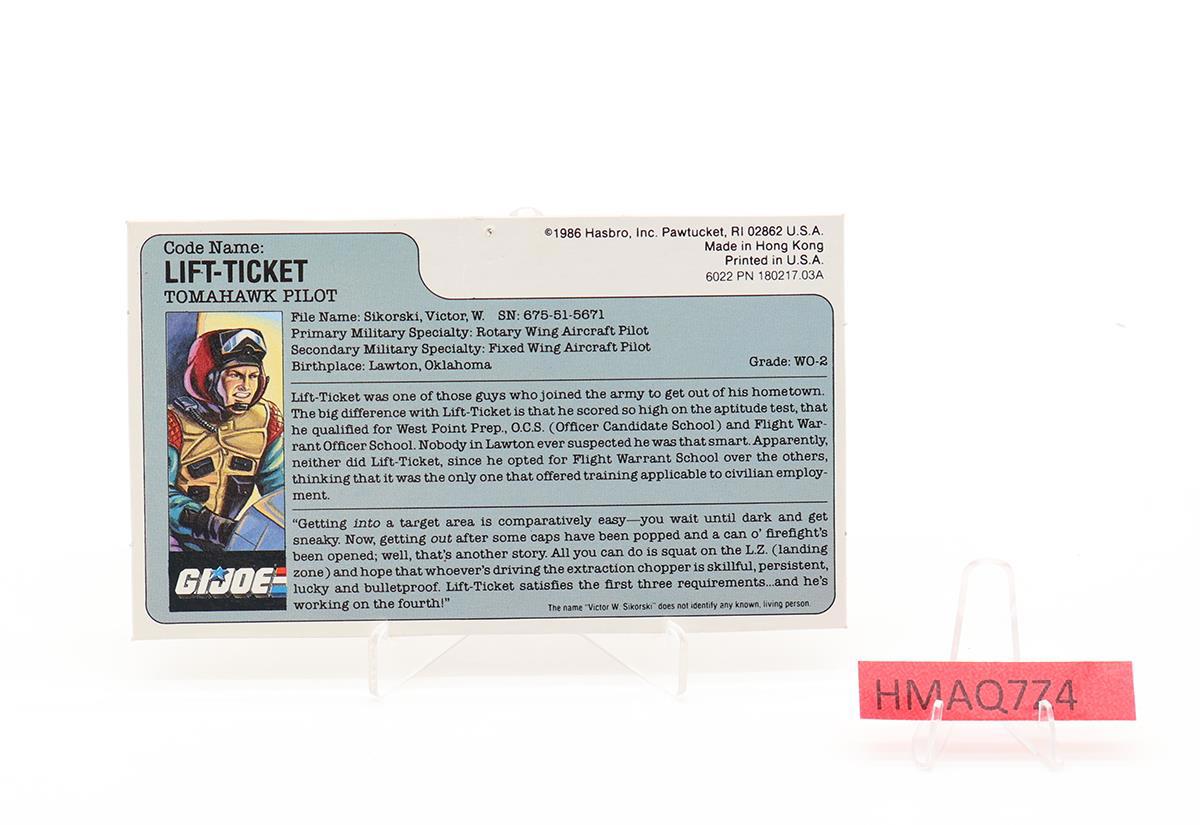 Code Name:
LIFT-TICKET
TOMAHAWK PILOT
©1986 Hasbro, Inc. Pawtucket, RI 02862 U.S.A.
Made in Hong Kong
Printed in U.S.A.
6022 PN 180217.03A
File Name: Sikorski, Victor, W. SN: 675-51-5671
Primary Military Specialty: Rotary Wing Aircraft Pilot
Secondary Military Specialty: Fixed Wing Aircraft Pilot
Birthplace: Lawton, Oklahoma Grade: WO-2
Lift-Ticket was one of those guys who joined the army to get out of his hometown.
The big difference with Lift-Ticket is that he scored so high on the aptitude test, that
he qualified for West Point Prep., O.C.S. (Officer Candidate School) and Flight War-
rant Officer School. Nobody in Lawton ever suspected he was that smart. Apparently,
neither did Lift-Ticket, since he opted for Flight Warrant School over the others,
thinking that it was the only one that offered training applicable to civilian employ-
ment.
"Getting into a target area is comparatively easy—you wait until dark and get
sneaky. Now, getting out after some caps have been popped and a can o' firefight's
been opened; well, that's another story. All you can do is squat on the L.Z. (landing
zone) and hope that whoever's driving the extraction chopper is skillful, persistent,
lucky and bulletproof. Lift-Ticket satisfies the first three requirements...and he's
working on the fourth!"
The name "Victor W. Sikorski" does not identify any known, living person.
GI JOE
HMAQ7Z4